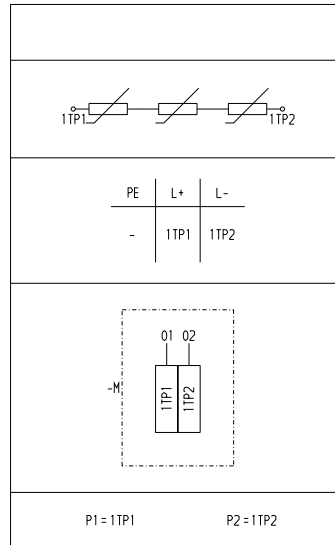 1TP1 1TP2
PE L+ L-
- 1TP1 1TP2
01 02
-M 1TP1 1TP2
P1 = 1TP1 P2 = 1TP2